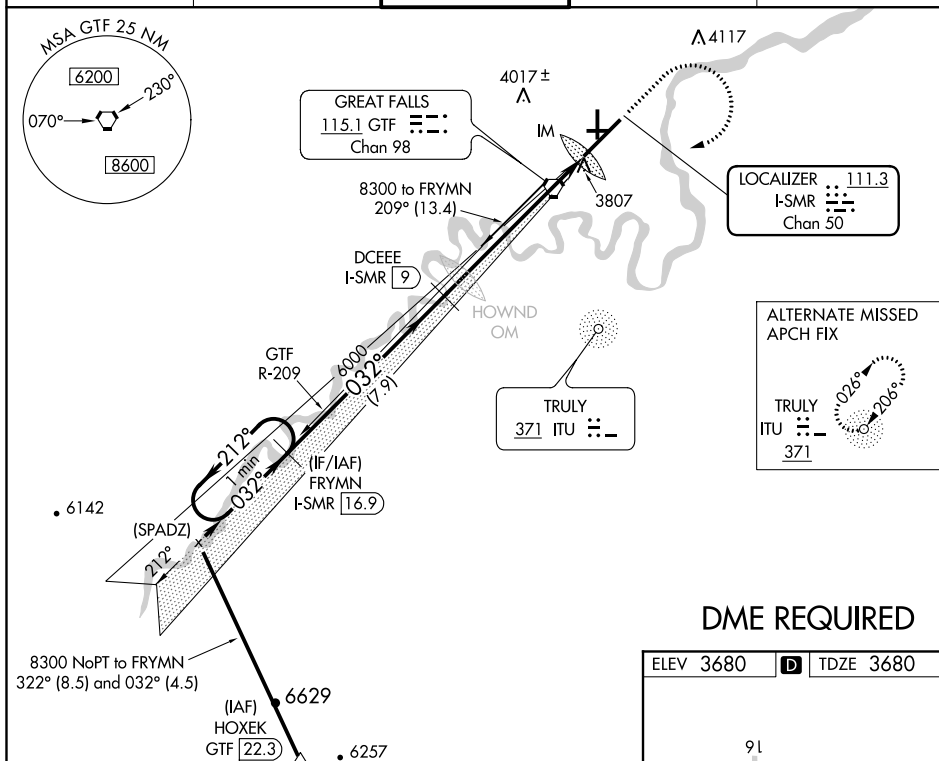 MSA GTF 25 NM
6200
230°
070°
8600
4117
4017 ±
GREAT FALLS
115.1 GTF
Chan 98
IM
3807
LOCALIZER 111.3
I-SMR
Chan 50
8300 to FRYMN
209° (13.4)
DCEEE
I-SMR 9
HOWND
OM
ALTERNATE MISSED
APCH FIX
026°
206°
TRULY
ITU
371
GTF
R-209
6000
032°
(7.9)
TRULY
371 ITU
212°
1 min
032°
(IF/IAF)
FRYMN
I-SMR 16.9
6142
(SPADZ)
212°
8300 NoPT to FRYMN
322° (8.5) and 032° (4.5)
DME REQUIRED
ELEV 3680 D TDZE 3680
6629
(IAF)
HOXEK
GTF 22.3
6257
16